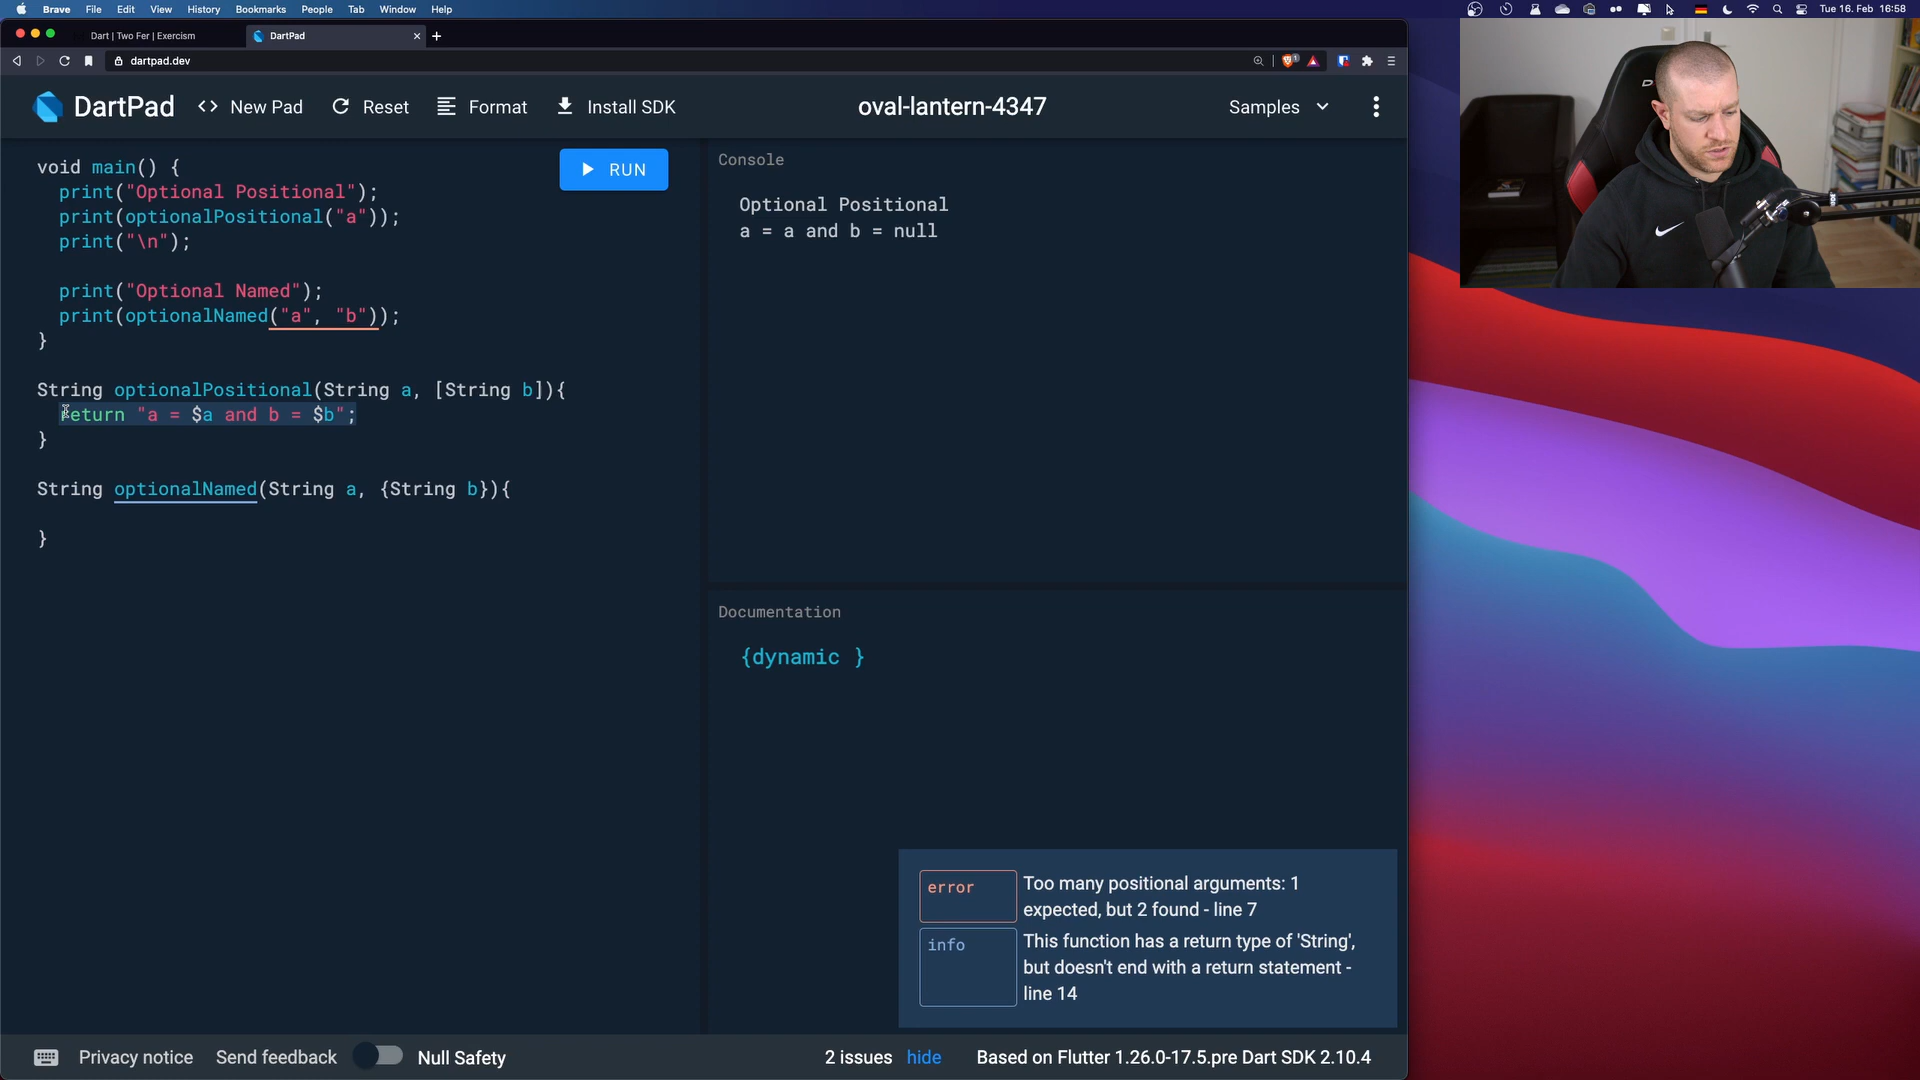 Brave File Edit View History Bookmarks People Tab Window Help Tue 16. Feb 16:58
Dart | Two Fer | Exercism DartPad
dartpad.dev
DartPad New Pad Reset Format Install SDK oval-lantern-4347 Samples
void main() {
print("Optional Positional");
print(optionalPositional("a"));
print("\n");
print("Optional Named");
print(optionalNamed("a", "b"));
}
String optionalPositional(String a, [String b]){
return "a = $a and b = $b";
}
String optionalNamed(String a, {String b}){
}
RUN
Console
Optional Positional
a = a and b = null
Documentation
{dynamic }
error Too many positional arguments: 1
expected, but 2 found - line 7
info This function has a return type of 'String',
but doesn't end with a return statement -
line 14
Privacy notice Send feedback Null Safety 2 issues hide Based on Flutter 1.26.0-17.5.pre Dart SDK 2.10.4